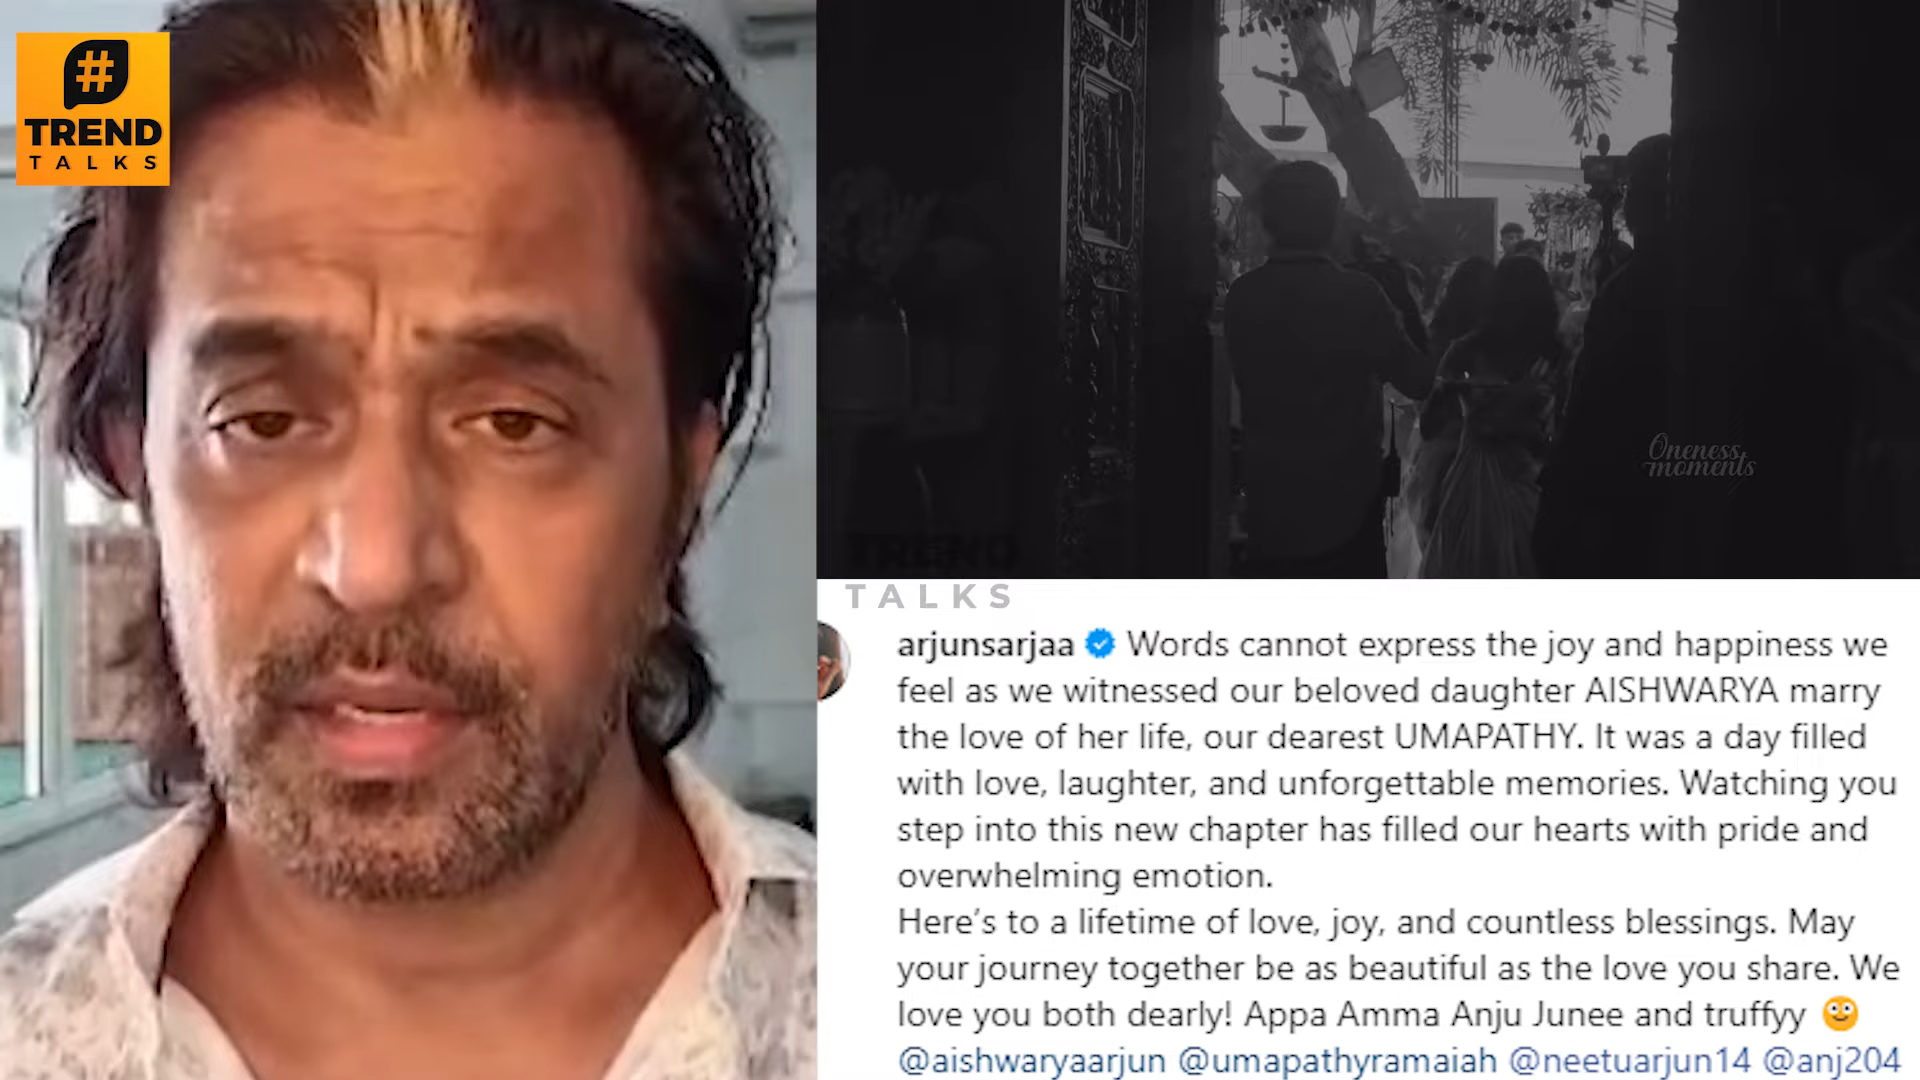 #
TREND
TALKS
Oneness
moments
TREND
TALKS
arjunsarjaa Words cannot express the joy and happiness we
feel as we witnessed our beloved daughter AISHWARYA marry
the love of her life, our dearest UMAPATHY. It was a day filled
with love, laughter, and unforgettable memories. Watching you
step into this new chapter has filled our hearts with pride and
overwhelming emotion.
Here’s to a lifetime of love, joy, and countless blessings. May
your journey together be as beautiful as the love you share. We
love you both dearly! Appa Amma Anju Junee and truffyy 🥹
@aishwaryaarjun @umapathyramaiah @neetuarjun14 @anj204